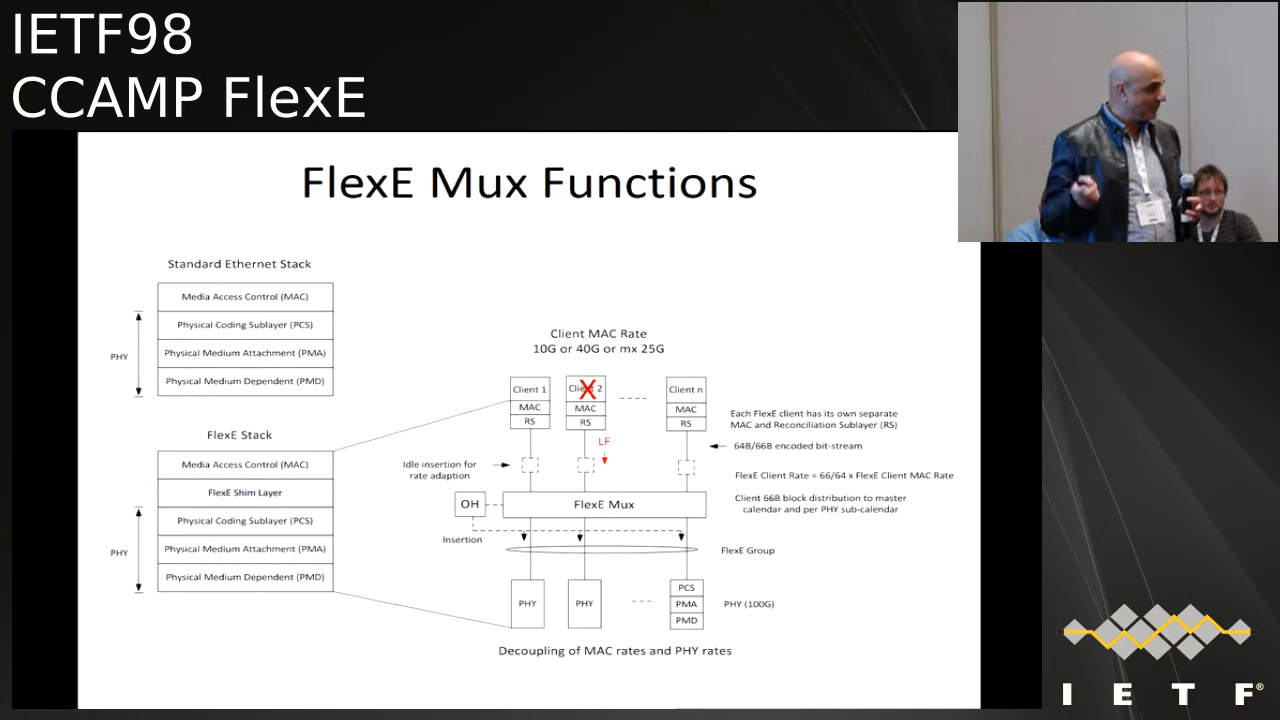 IETF98
CCAMP FlexE
FlexE Mux Functions
Standard Ethernet Stack
Media Access Control (MAC)
Physical Coding Sublayer (PCS)
Physical Medium Attachment (PMA)
Physical Medium Dependent (PMD)
PHY
FlexE Stack
Media Access Control (MAC)
FlexE Shim Layer
Physical Coding Sublayer (PCS)
Physical Medium Attachment (PMA)
Physical Medium Dependent (PMD)
PHY
Client MAC Rate
10G or 40G or mx 25G
Client 1
MAC
RS
Client 2
X
MAC
RS
Client n
MAC
RS
LF
Each FlexE client has its own separate
MAC and Reconciliation Sublayer (RS)
64B/66B encoded bit-stream
Idle insertion for
rate adaption
FlexE Client Rate = 66/64 x FlexE Client MAC Rate
OH
FlexE Mux
Client 66B block distribution to master
calendar and per PHY sub-calendar
Insertion
FlexE Group
PHY
PHY
PCS
PMA
PMD
PHY (100G)
Decoupling of MAC rates and PHY rates
I E T F®